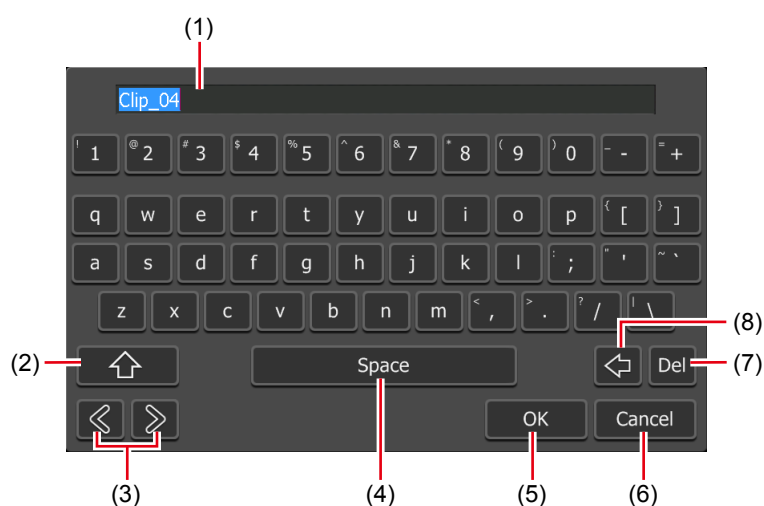 (1)
Clip_04
! 1 @ 2 # 3 $ 4 % 5 ^ 6 & 7 * 8 ( 9 ) 0 _ - = +
q w e r t y u i o p { [ } ]
a s d f g h j k l : ; " ' ~ `
z x c v b n m < , > . ? / | \
(8)
(2) Space Del (7)
OK Cancel
(3) (4) (5) (6)